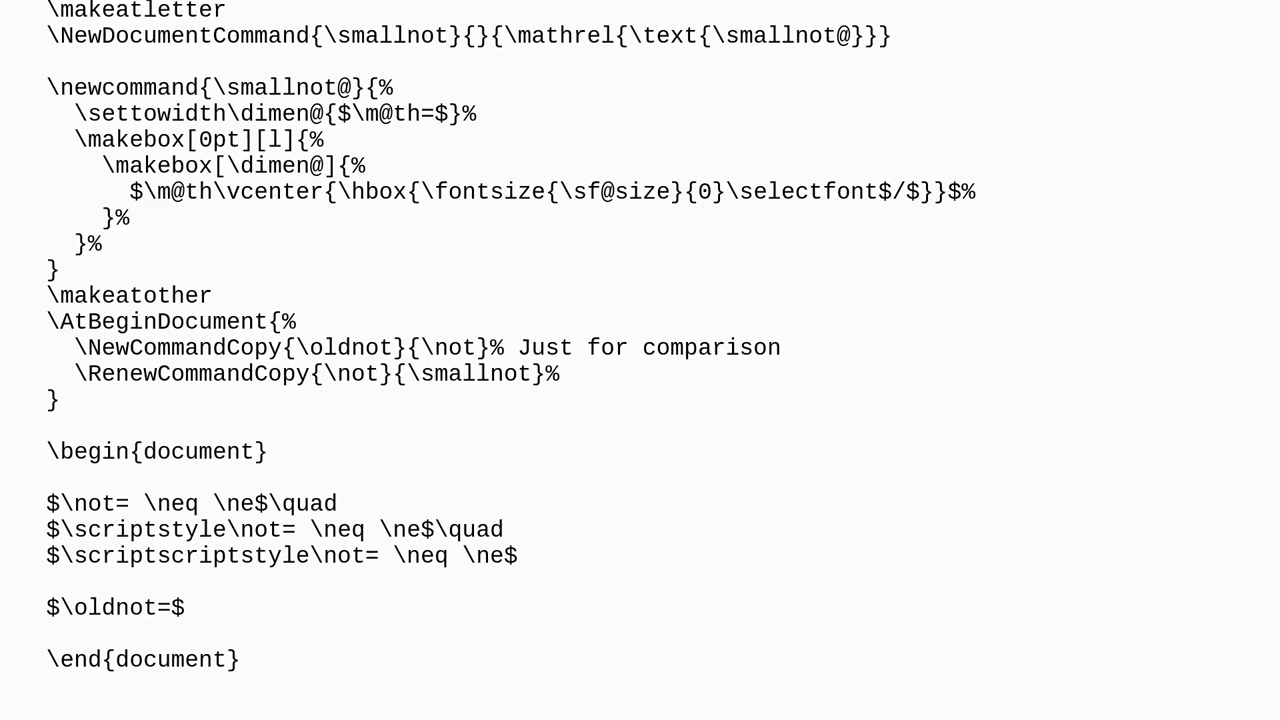 \makeatletter
\NewDocumentCommand{\smallnot}{}{\mathrel{\text{\smallnot@}}}

\newcommand{\smallnot@}{%
  \settowidth\dimen@{$\m@th=$}%
  \makebox[0pt][l]{%
    \makebox[\dimen@]{%
      $\m@th\vcenter{\hbox{\fontsize{\sf@size}{0}\selectfont$/$}}$%
    }%
  }%
}
\makeatother
\AtBeginDocument{%
  \NewCommandCopy{\oldnot}{\not}% Just for comparison
  \RenewCommandCopy{\not}{\smallnot}%
}

\begin{document}

$\not= \neq \ne$\quad
$\scriptstyle\not= \neq \ne$\quad
$\scriptscriptstyle\not= \neq \ne$

$\oldnot=$

\end{document}